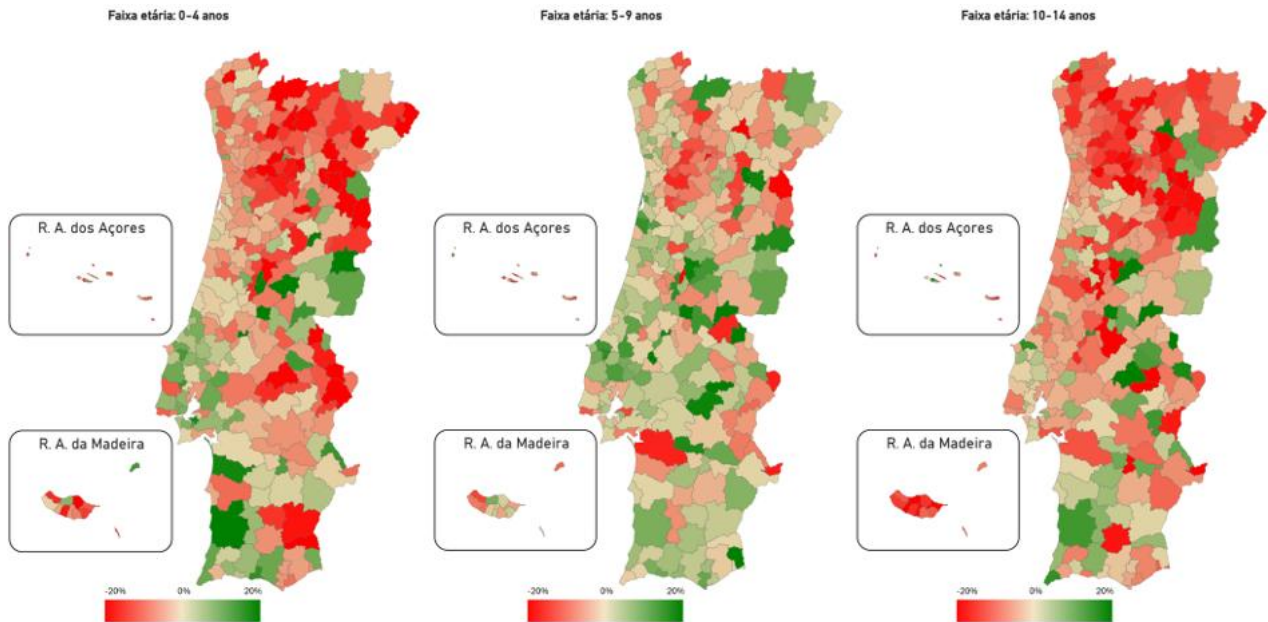 Faixa etária: 0-4 anos
Faixa etária: 5-9 anos
Faixa etária: 10-14 anos
R. A. dos Açores
R. A. dos Açores
R. A. dos Açores
R. A. da Madeira
R. A. da Madeira
R. A. da Madeira
-20% 0% 20%
-20% 0% 20%
-20% 0% 20%